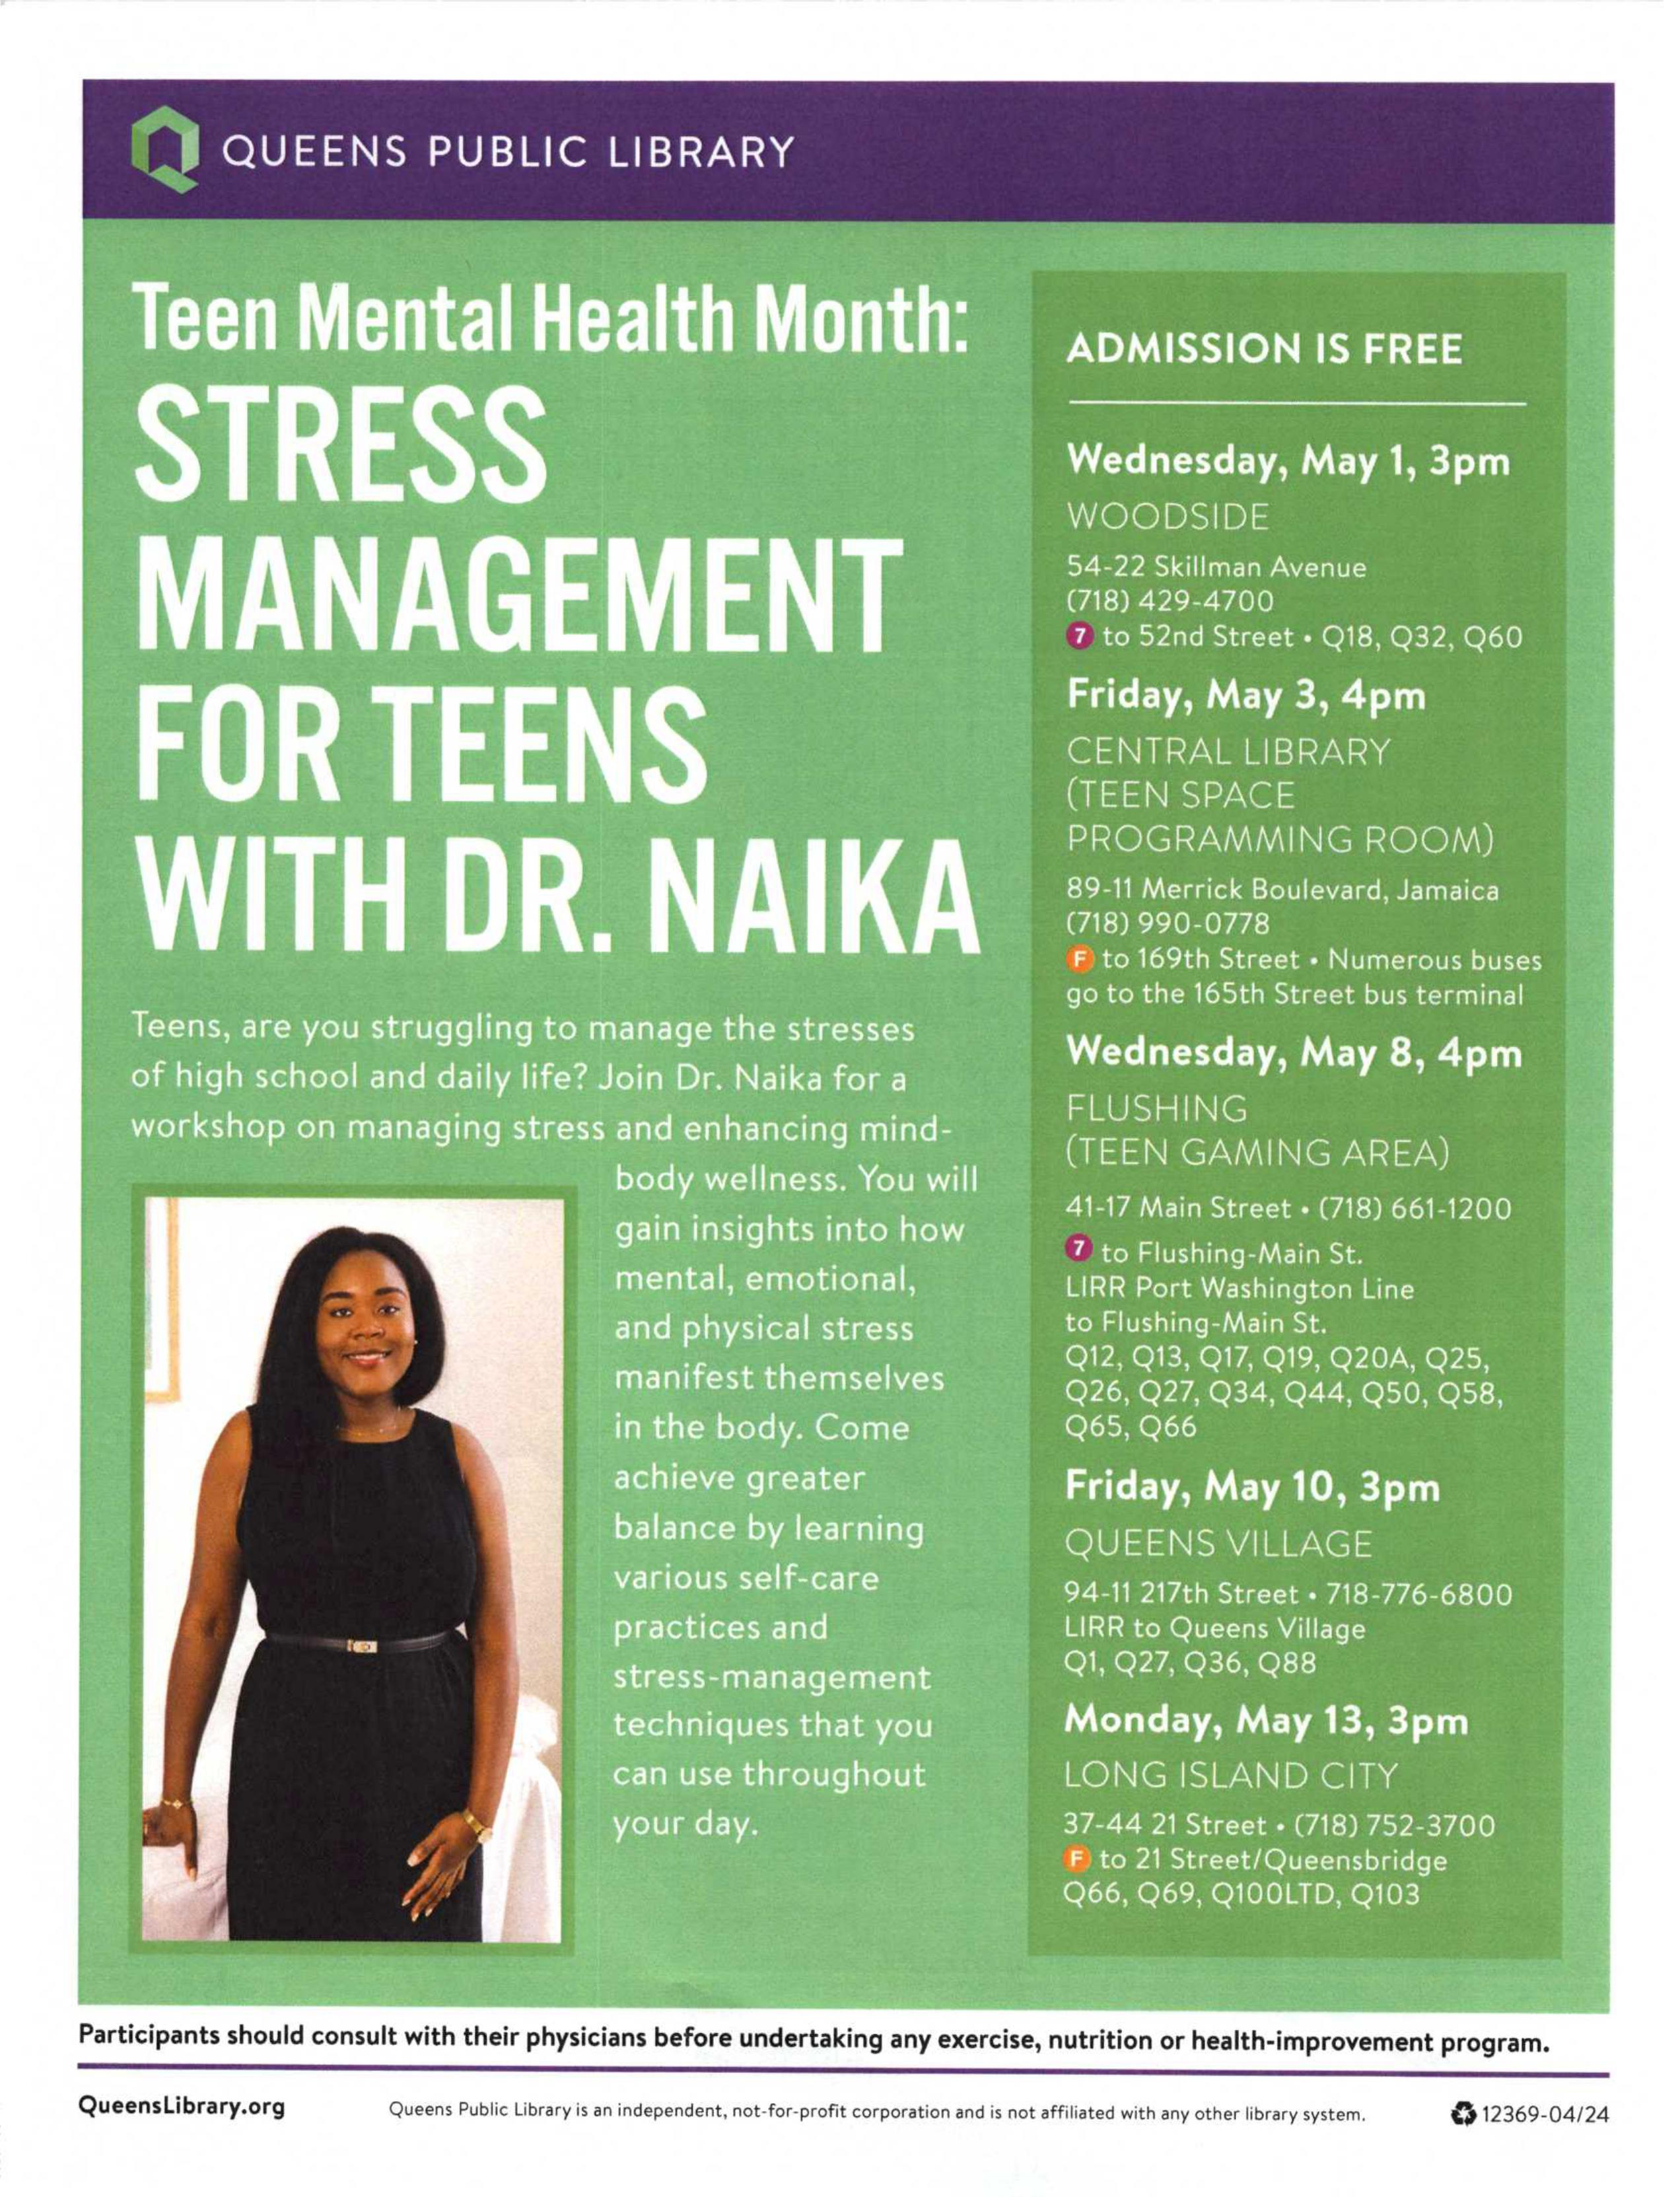 QUEENS PUBLIC LIBRARY
Teen Mental Health Month:
STRESS
MANAGEMENT
FOR TEENS
WITH DR. NAIKA
Teens, are you struggling to manage the stresses
of high school and daily life? Join Dr. Naika for a
workshop on managing stress and enhancing mind-
body wellness. You will
gain insights into how
mental, emotional,
and physical stress
manifest themselves
in the body. Come
achieve greater
balance by learning
various self-care
practices and
stress-management
techniques that you
can use throughout
your day.
ADMISSION IS FREE
Wednesday, May 1, 3pm
WOODSIDE
54-22 Skillman Avenue
(718) 429-4700
7 to 52nd Street • Q18, Q32, Q60
Friday, May 3, 4pm
CENTRAL LIBRARY
(TEEN SPACE
PROGRAMMING ROOM)
89-11 Merrick Boulevard, Jamaica
(718) 990-0778
F to 169th Street • Numerous buses
go to the 165th Street bus terminal
Wednesday, May 8, 4pm
FLUSHING
(TEEN GAMING AREA)
41-17 Main Street • (718) 661-1200
7 to Flushing-Main St.
LIRR Port Washington Line
to Flushing-Main St.
Q12, Q13, Q17, Q19, Q20A, Q25,
Q26, Q27, Q34, Q44, Q50, Q58,
Q65, Q66
Friday, May 10, 3pm
QUEENS VILLAGE
94-11 217th Street • 718-776-6800
LIRR to Queens Village
Q1, Q27, Q36, Q88
Monday, May 13, 3pm
LONG ISLAND CITY
37-44 21 Street • (718) 752-3700
F to 21 Street/Queensbridge
Q66, Q69, Q100LTD, Q103
Participants should consult with their physicians before undertaking any exercise, nutrition or health-improvement program.
QueensLibrary.org
Queens Public Library is an independent, not-for-profit corporation and is not affiliated with any other library system.
12369-04/24